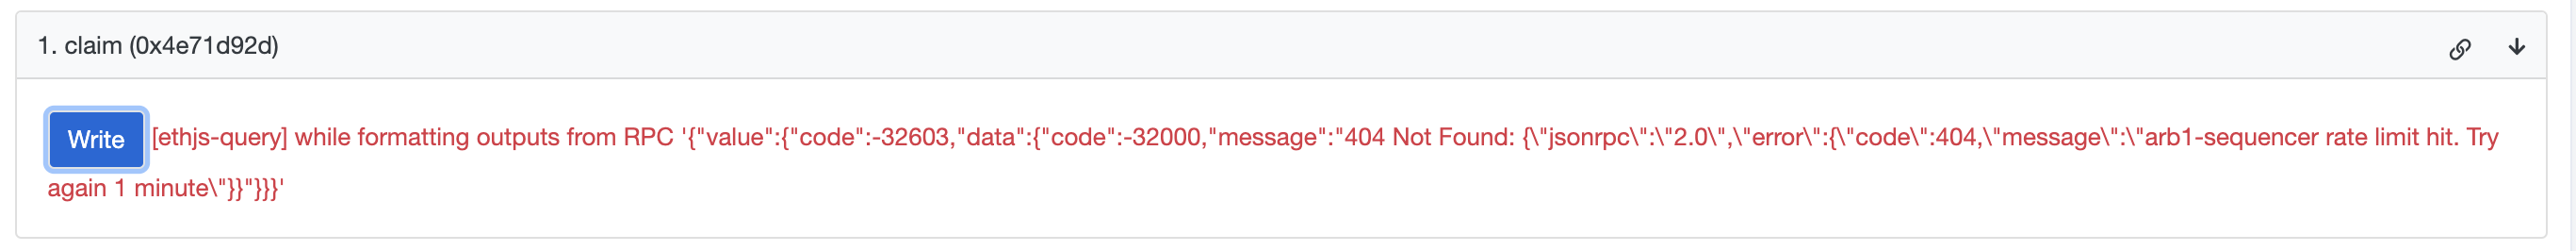 1. claim (0x4e71d92d)
Write [ethjs-query] while formatting outputs from RPC '{"value":{"code":-32603,"data":{"code":-32000,"message":"404 Not Found: {\"jsonrpc\":\"2.0\",\"error\":{\"code\":404,\"message\":\"arb1-sequencer rate limit hit. Try
again 1 minute\"}}"}}}'